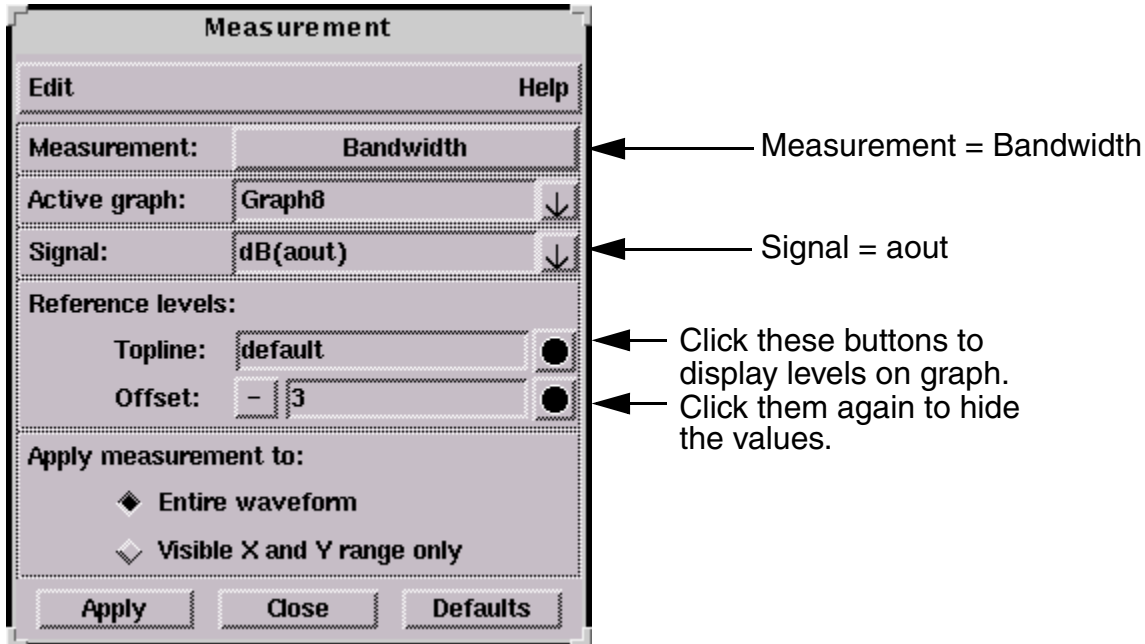 Measurement
Edit Help
Measurement: Bandwidth
Measurement = Bandwidth
Active graph: Graph8
Signal: dB(aout)
Signal = aout
Reference levels:
Topline: default
Click these buttons to
display levels on graph.
Offset: - 3
Click them again to hide
the values.
Apply measurement to:
Entire waveform
Visible X and Y range only
Apply Close Defaults